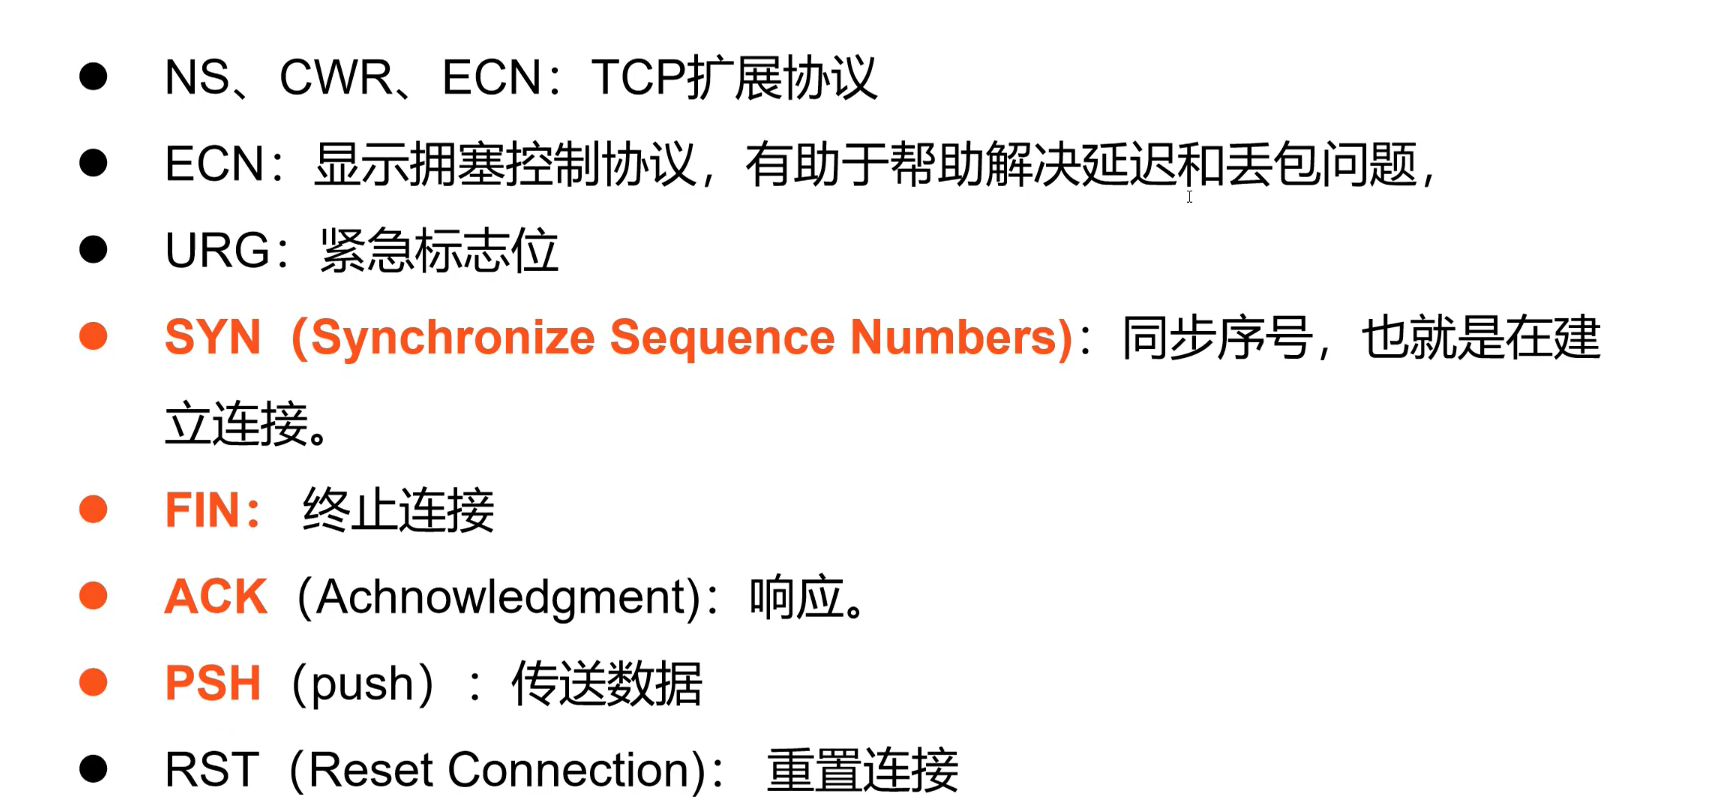 NS、CWR、ECN：TCP扩展协议
ECN：显示拥塞控制协议，有助于帮助解决延迟和丢包问题，
URG：紧急标志位
SYN（Synchronize Sequence Numbers)：同步序号，也就是在建
立连接。
FIN： 终止连接
ACK（Achnowledgment)：响应。
PSH（push）：传送数据
RST（Reset Connection)： 重置连接